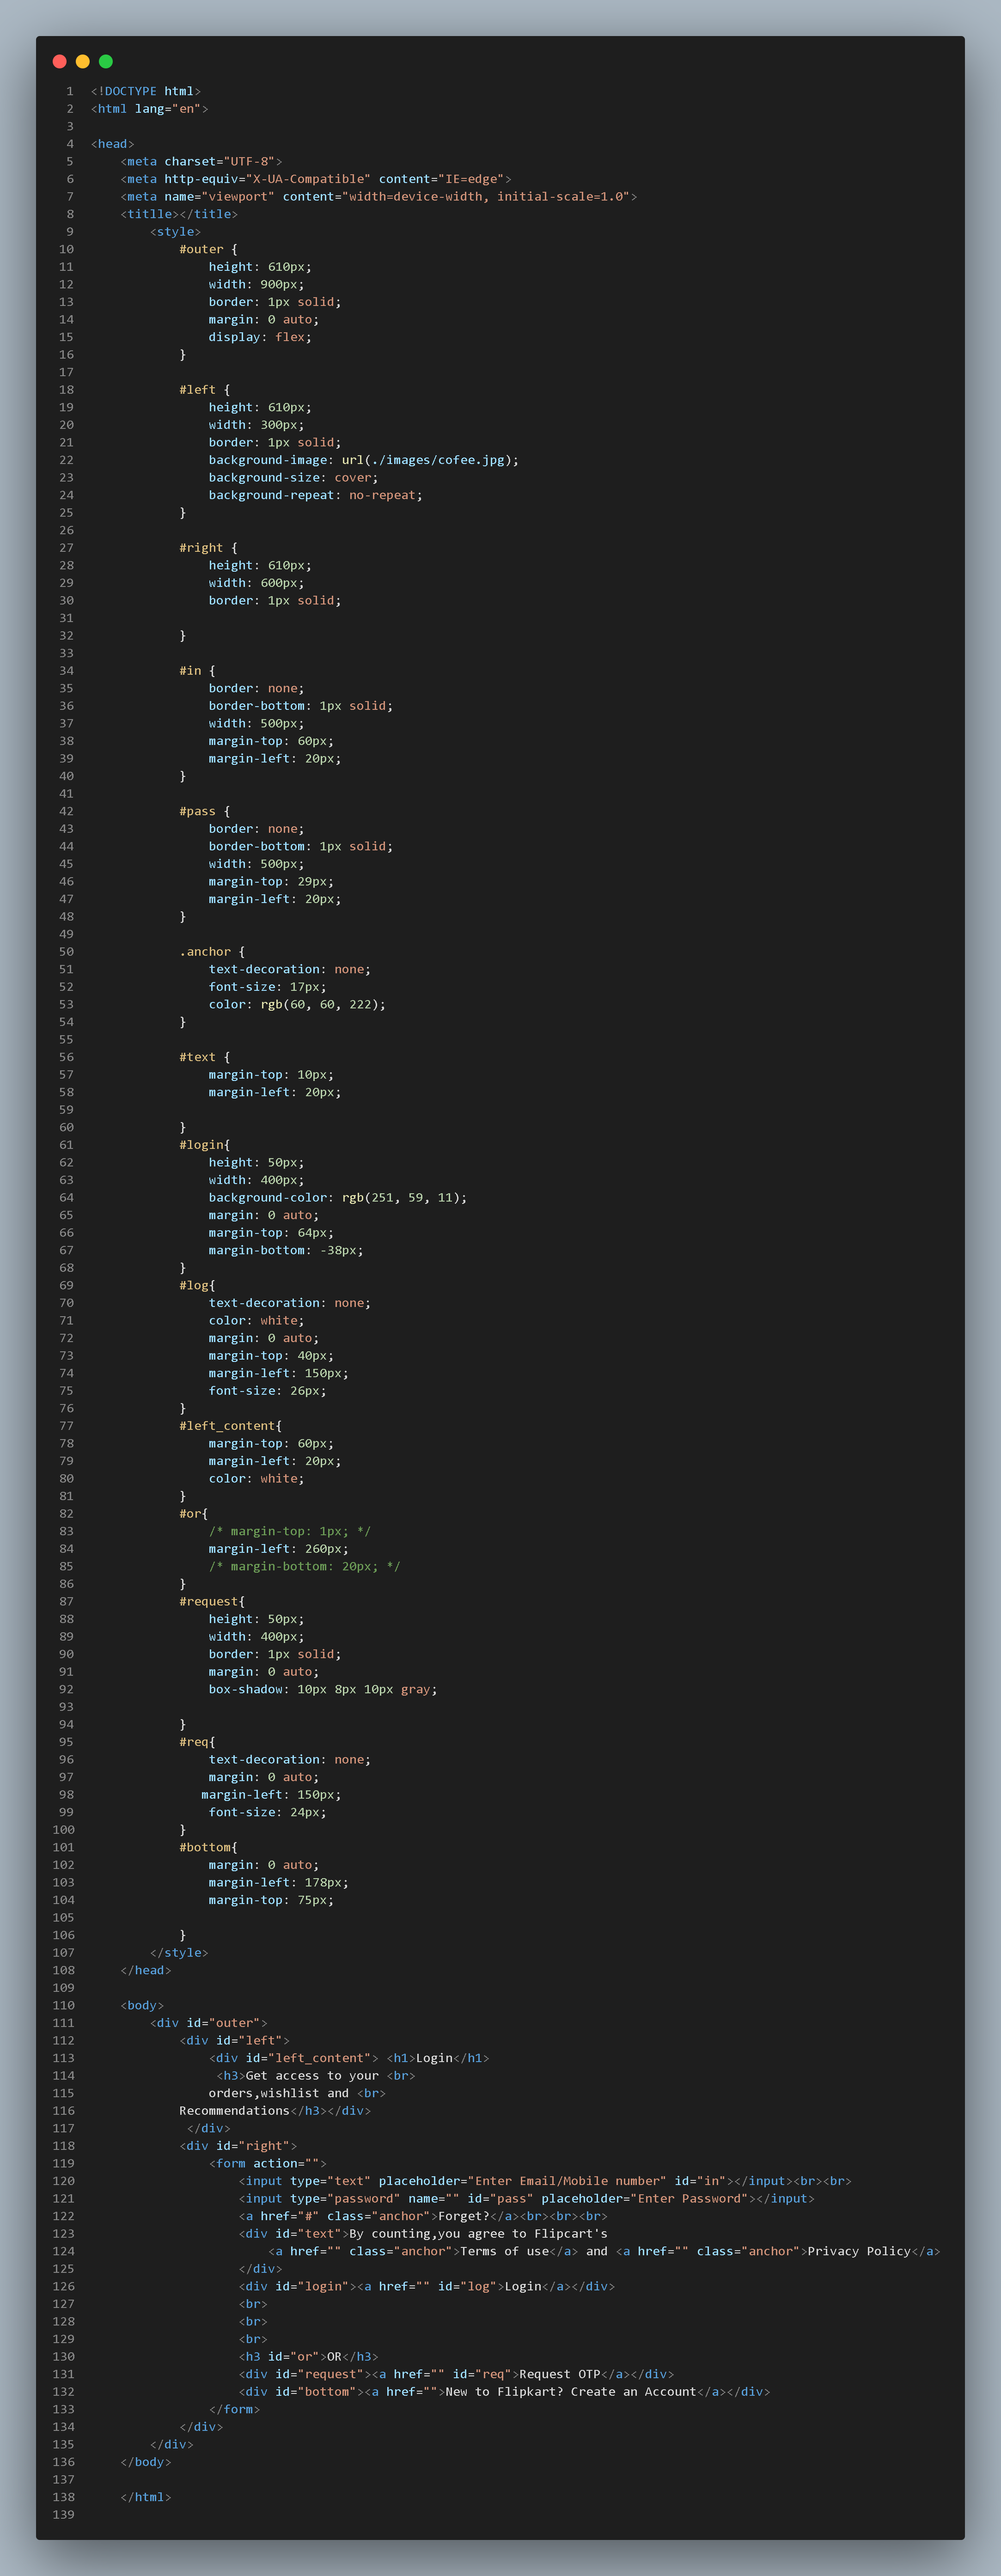 1 <!DOCTYPE html>
2 <html lang="en">
3
4 <head>
5     <meta charset="UTF-8">
6     <meta http-equiv="X-UA-Compatible" content="IE=edge">
7     <meta name="viewport" content="width=device-width, initial-scale=1.0">
8     <titlle></title>
9         <style>
10             #outer {
11                 height: 610px;
12                 width: 900px;
13                 border: 1px solid;
14                 margin: 0 auto;
15                 display: flex;
16             }
17
18             #left {
19                 height: 610px;
20                 width: 300px;
21                 border: 1px solid;
22                 background-image: url(./images/cofee.jpg);
23                 background-size: cover;
24                 background-repeat: no-repeat;
25             }
26
27             #right {
28                 height: 610px;
29                 width: 600px;
30                 border: 1px solid;
31
32             }
33
34             #in {
35                 border: none;
36                 border-bottom: 1px solid;
37                 width: 500px;
38                 margin-top: 60px;
39                 margin-left: 20px;
40             }
41
42             #pass {
43                 border: none;
44                 border-bottom: 1px solid;
45                 width: 500px;
46                 margin-top: 29px;
47                 margin-left: 20px;
48             }
49
50             .anchor {
51                 text-decoration: none;
52                 font-size: 17px;
53                 color: rgb(60, 60, 222);
54             }
55
56             #text {
57                 margin-top: 10px;
58                 margin-left: 20px;
59
60             }
61             #login{
62                 height: 50px;
63                 width: 400px;
64                 background-color: rgb(251, 59, 11);
65                 margin: 0 auto;
66                 margin-top: 64px;
67                 margin-bottom: -38px;
68             }
69             #log{
70                 text-decoration: none;
71                 color: white;
72                 margin: 0 auto;
73                 margin-top: 40px;
74                 margin-left: 150px;
75                 font-size: 26px;
76             }
77             #left_content{
78                 margin-top: 60px;
79                 margin-left: 20px;
80                 color: white;
81             }
82             #or{
83                 /* margin-top: 1px; */
84                 margin-left: 260px;
85                 /* margin-bottom: 20px; */
86             }
87             #request{
88                 height: 50px;
89                 width: 400px;
90                 border: 1px solid;
91                 margin: 0 auto;
92                 box-shadow: 10px 8px 10px gray;
93
94             }
95             #req{
96                 text-decoration: none;
97                 margin: 0 auto;
98                margin-left: 150px;
99                 font-size: 24px;
100             }
101             #bottom{
102                 margin: 0 auto;
103                 margin-left: 178px;
104                 margin-top: 75px;
105
106             }
107         </style>
108     </head>
109
110     <body>
111         <div id="outer">
112             <div id="left">
113                 <div id="left_content"> <h1>Login</h1>
114                  <h3>Get access to your <br>
115                 orders,wishlist and <br>
116             Recommendations</h3></div>
117              </div>
118             <div id="right">
119                 <form action="">
120                     <input type="text" placeholder="Enter Email/Mobile number" id="in"></input><br><br>
121                     <input type="password" name="" id="pass" placeholder="Enter Password"></input>
122                     <a href="#" class="anchor">Forget?</a><br><br><br>
123                     <div id="text">By counting,you agree to Flipcart's
124                         <a href="" class="anchor">Terms of use</a> and <a href="" class="anchor">Privacy Policy</a>
125                     </div>
126                     <div id="login"><a href="" id="log">Login</a></div>
127                     <br>
128                     <br>
129                     <br>
130                     <h3 id="or">OR</h3>
131                     <div id="request"><a href="" id="req">Request OTP</a></div>
132                     <div id="bottom"><a href="">New to Flipkart? Create an Account</a></div>
133                 </form>
134             </div>
135         </div>
136     </body>
137
138     </html>
139